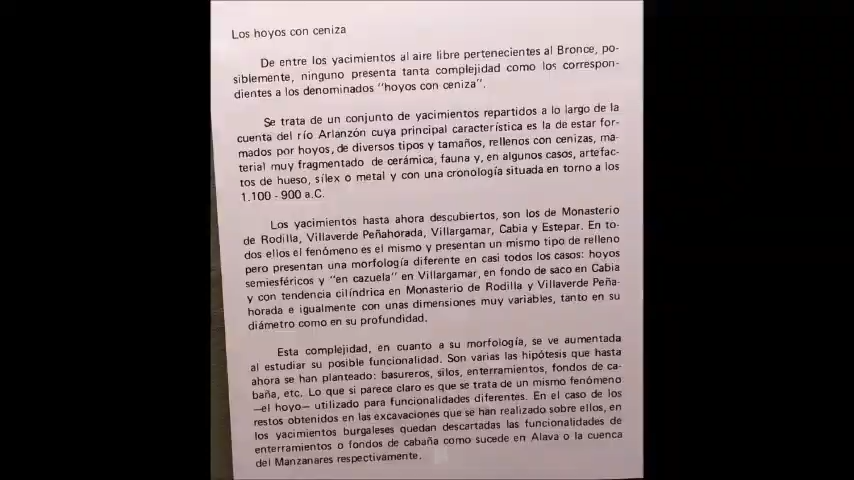 Los hoyos con ceniza
De entre los yacimientos al aire libre pertenecientes al Bronce, po-
siblemente, ninguno presenta tanta complejidad como los correspon-
dientes a los denominados "hoyos con ceniza".
Se trata de un conjunto de yacimientos repartidos a lo largo de la
cuenta del río Arlanzón cuya principal característica es la de estar for-
mados por hoyos, de diversos tipos y tamaños, rellenos con cenizas, ma-
terial muy fragmentado de cerámica, fauna y, en algunos casos, artefac-
tos de hueso, sílex o metal y con una cronología situada en torno a los
1.100 - 900 a.C.
Los yacimientos hasta ahora descubiertos, son los de Monasterio
de Rodilla, Villaverde Peñahorada, Villargamar, Cabia y Estepar. En to-
dos ellos el fenómeno es el mismo y presentan un mismo tipo de relleno
pero presentan una morfología diferente en casi todos los casos: hoyos
semiesféricos y "en cazuela" en Villargamar, en fondo de saco en Cabia
y con tendencia cilíndrica en Monasterio de Rodilla y Villaverde Peña-
horada e igualmente con unas dimensiones muy variables, tanto en su
diámetro como en su profundidad.
Esta complejidad, en cuanto a su morfología, se ve aumentada
al estudiar su posible funcionalidad. Son varias las hipótesis que hasta
ahora se han planteado: basureros, silos, enterramientos, fondos de ca-
baña, etc. Lo que si parece claro es que se trata de un mismo fenómeno
—el hoyo— utilizado para funcionalidades diferentes. En el caso de los
restos obtenidos en las excavaciones que se han realizado sobre ellos, en
los yacimientos burgaleses quedan descartadas las funcionalidades de
enterramientos o fondos de cabaña como sucede en Alava o la cuenca
del Manzanares respectivamente.